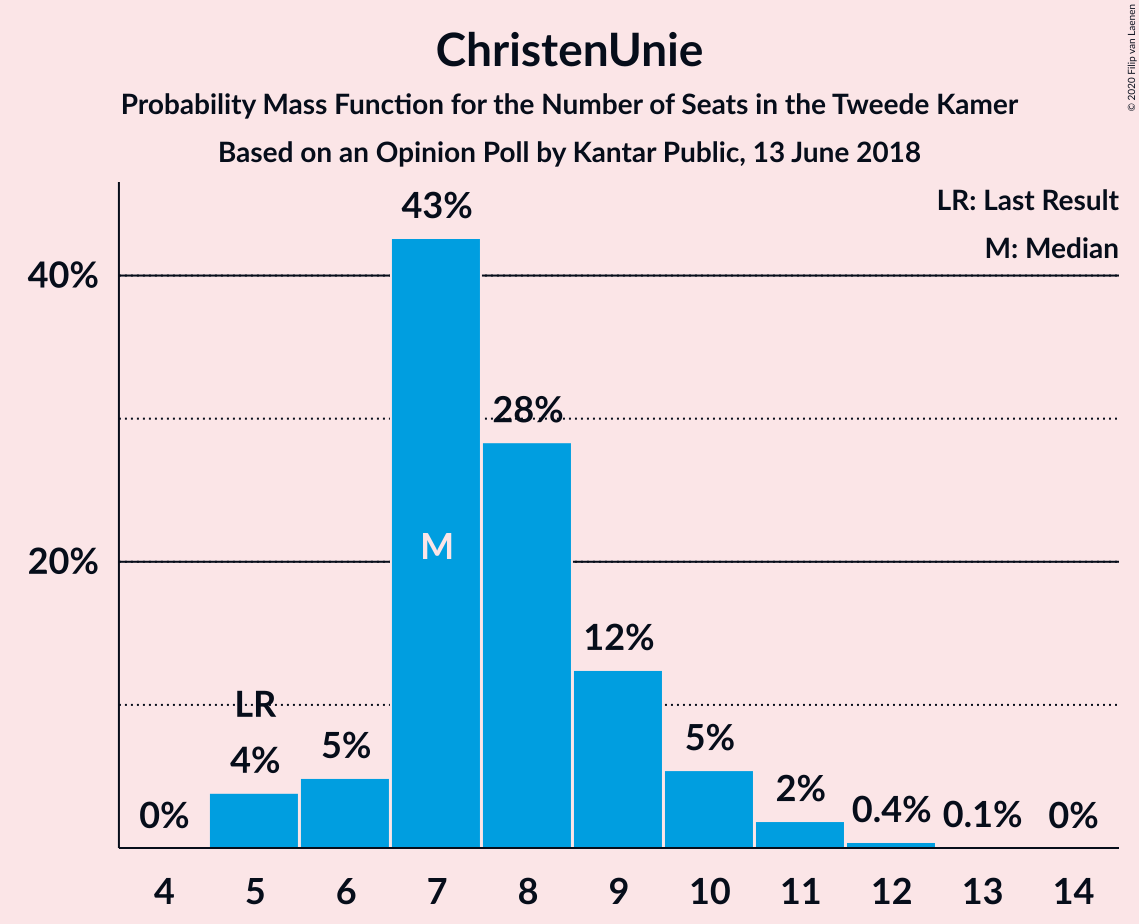 ChristenUnie
Probability Mass Function for the Number of Seats in the Tweede Kamer
Based on an Opinion Poll by Kantar Public, 13 June 2018
© 2020 Filip van Laenen
LR: Last Result
M: Median
43%
40%
28%
M
20%
12%
LR
5%
5%
4%
2%
0%
0.4%
0.1%
0%
4 5 6 7 8 9 10 11 12 13 14